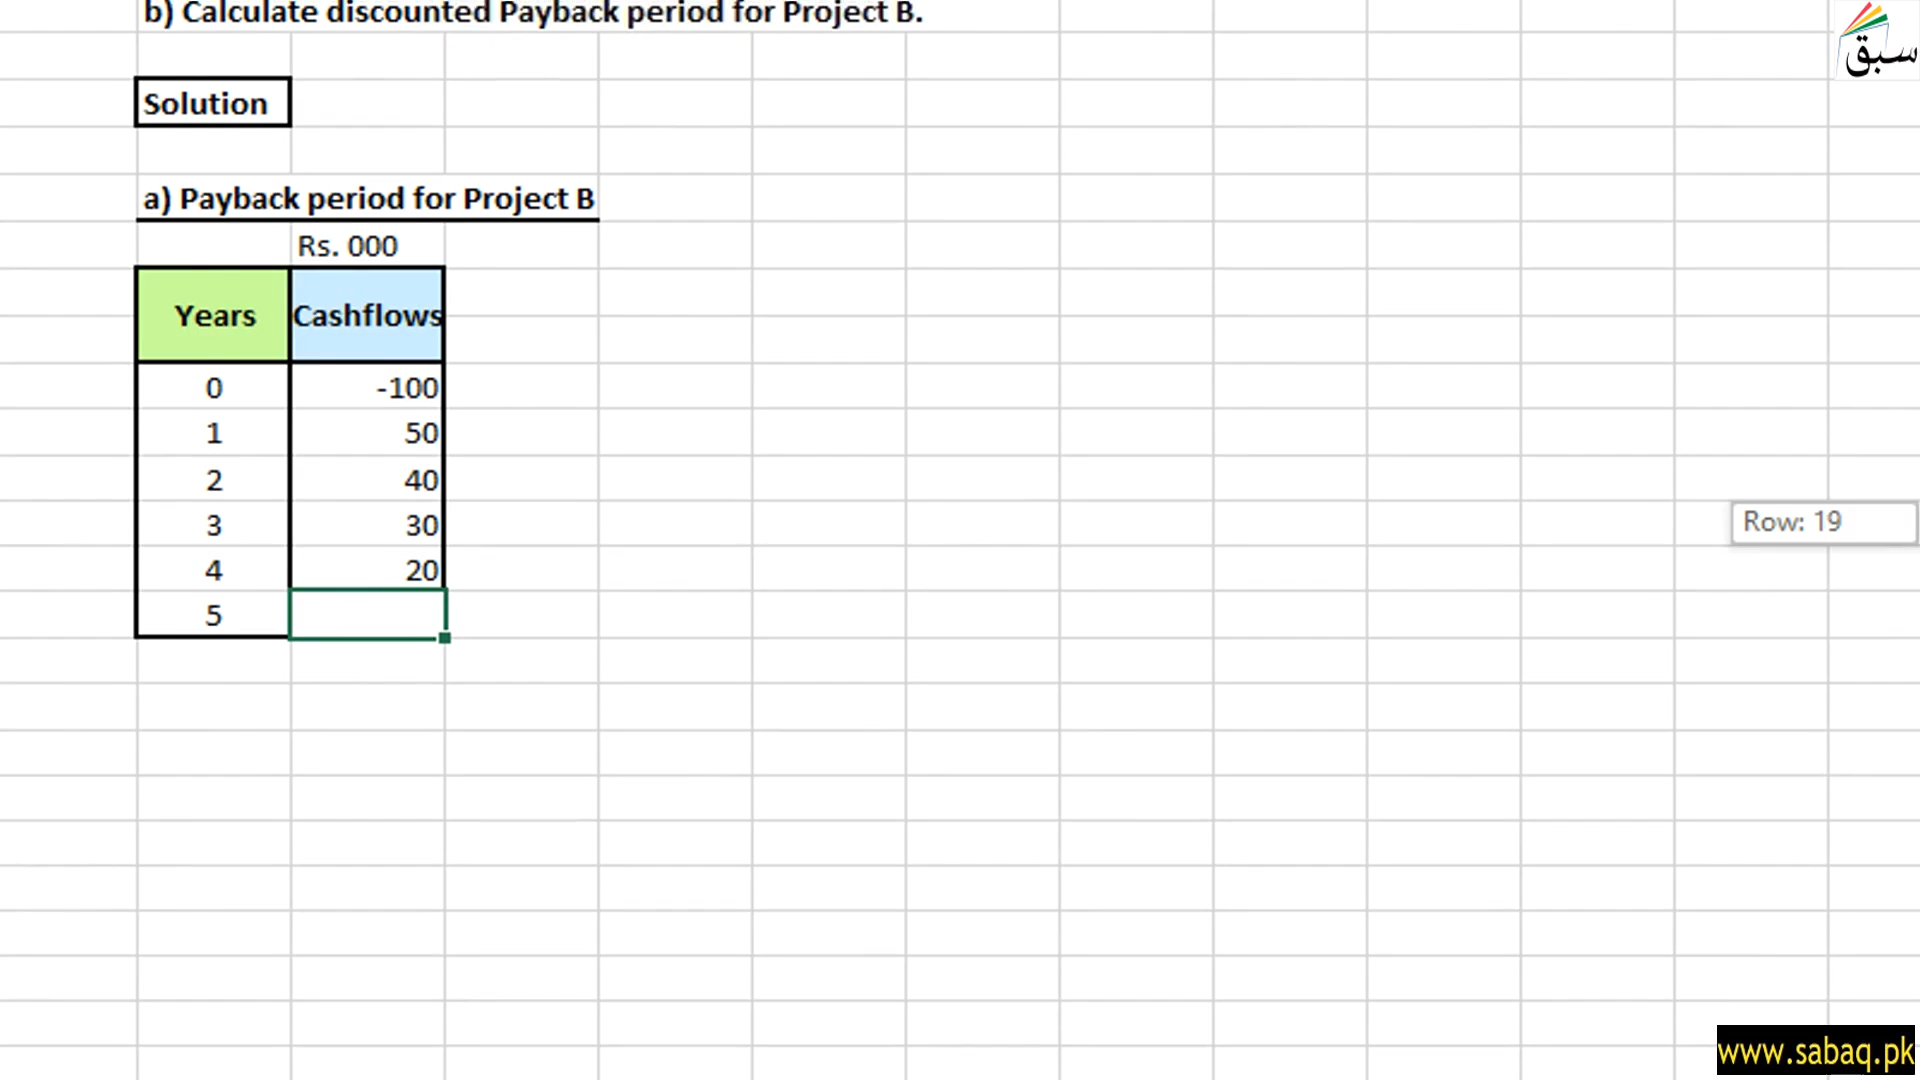 b) Calculate discounted Payback period for Project B.
سبق
Solution
a) Payback period for Project B
Rs. 000
Years Cashflows
0 -100
1 50
2 40
3 30
4 20
5
Row: 19
www.sabaq.pk